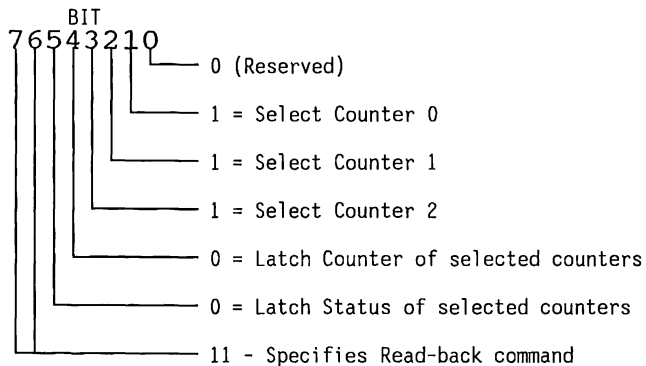 BIT
76543210
0 (Reserved)
1 = Select Counter 0
1 = Select Counter 1
1 = Select Counter 2
0 = Latch Counter of selected counters
0 = Latch Status of selected counters
11 - Specifies Read-back command